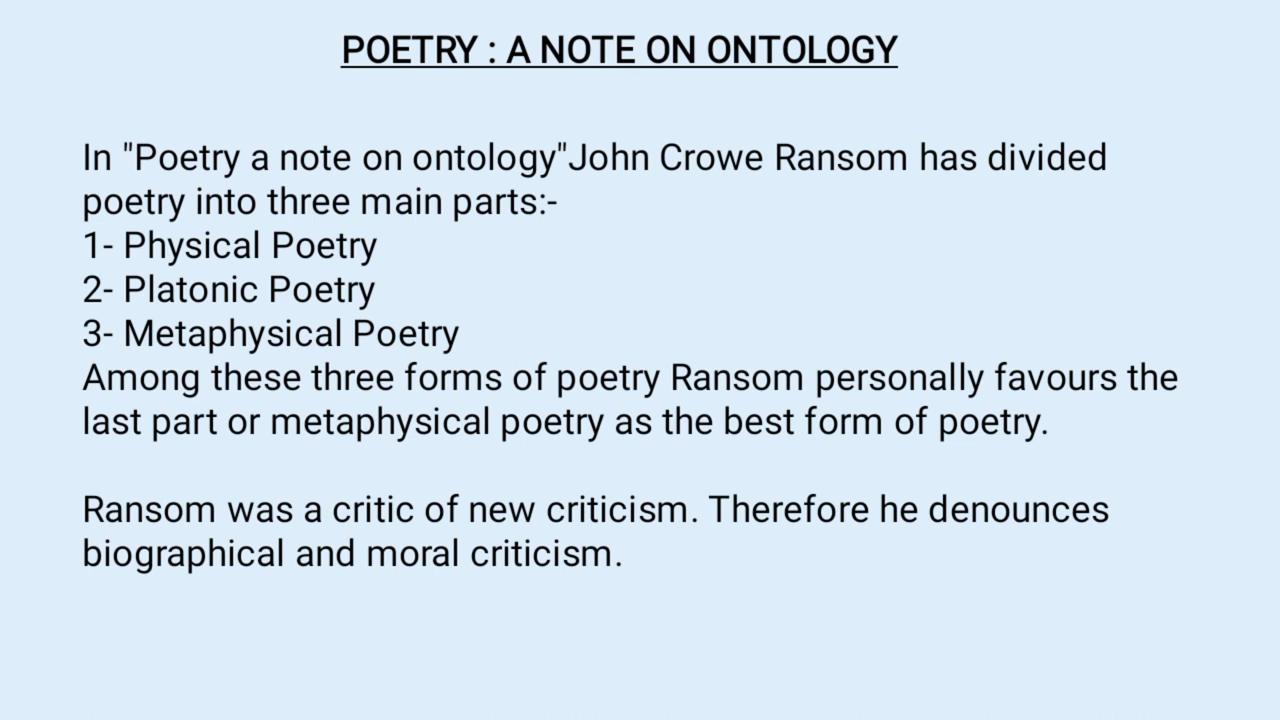 POETRY : A NOTE ON ONTOLOGY
In "Poetry a note on ontology"John Crowe Ransom has divided
poetry into three main parts:-
1- Physical Poetry
2- Platonic Poetry
3- Metaphysical Poetry
Among these three forms of poetry Ransom personally favours the
last part or metaphysical poetry as the best form of poetry.
Ransom was a critic of new criticism. Therefore he denounces
biographical and moral criticism.